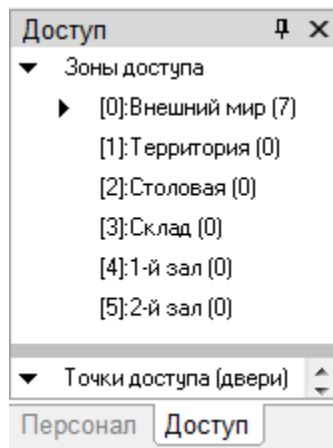 Доступ
Зоны доступа
[0]:Внешний мир (7)
[1]:Территория (0)
[2]:Столовая (0)
[3]:Склад (0)
[4]:1-й зал (0)
[5]:2-й зал (0)
Точки доступа (двери)
Персонал Доступ